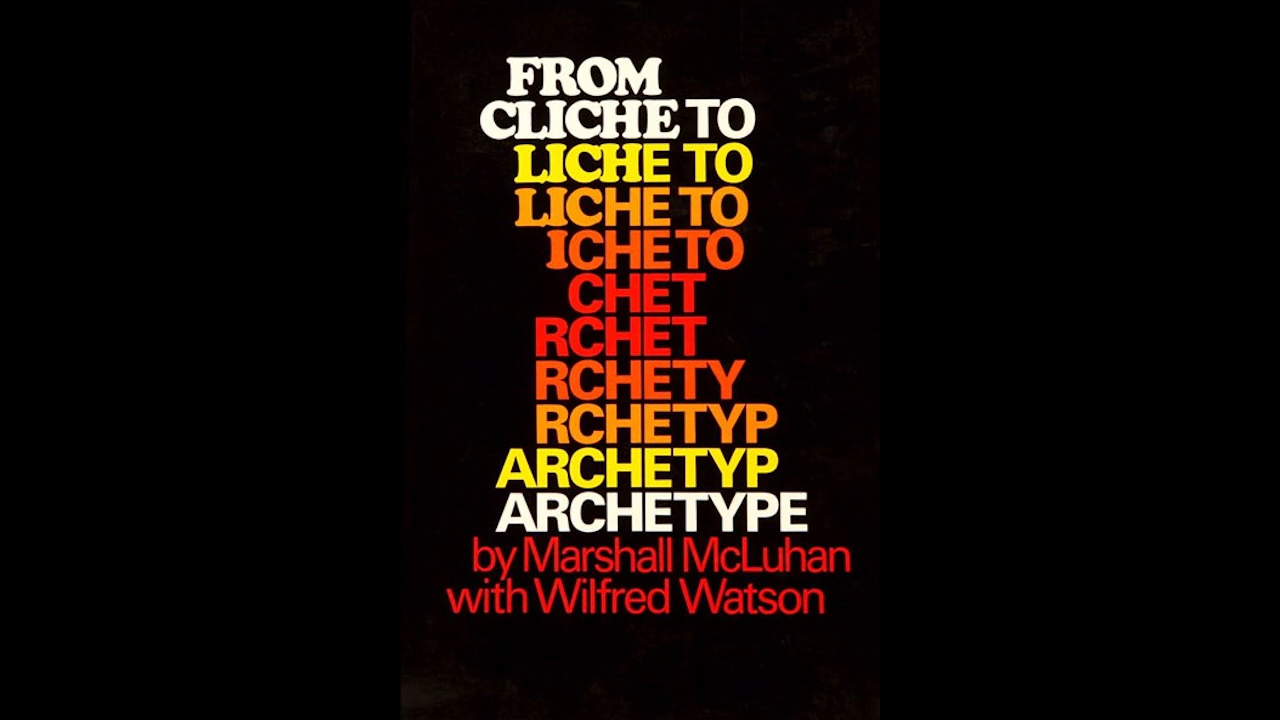 FROM
CLICHE TO
LICHE TO
LICHE TO
ICHE TO
CHET
RCHET
RCHETY
RCHETYP
ARCHETYP
ARCHETYPE
by Marshall McLuhan
with Wilfred Watson